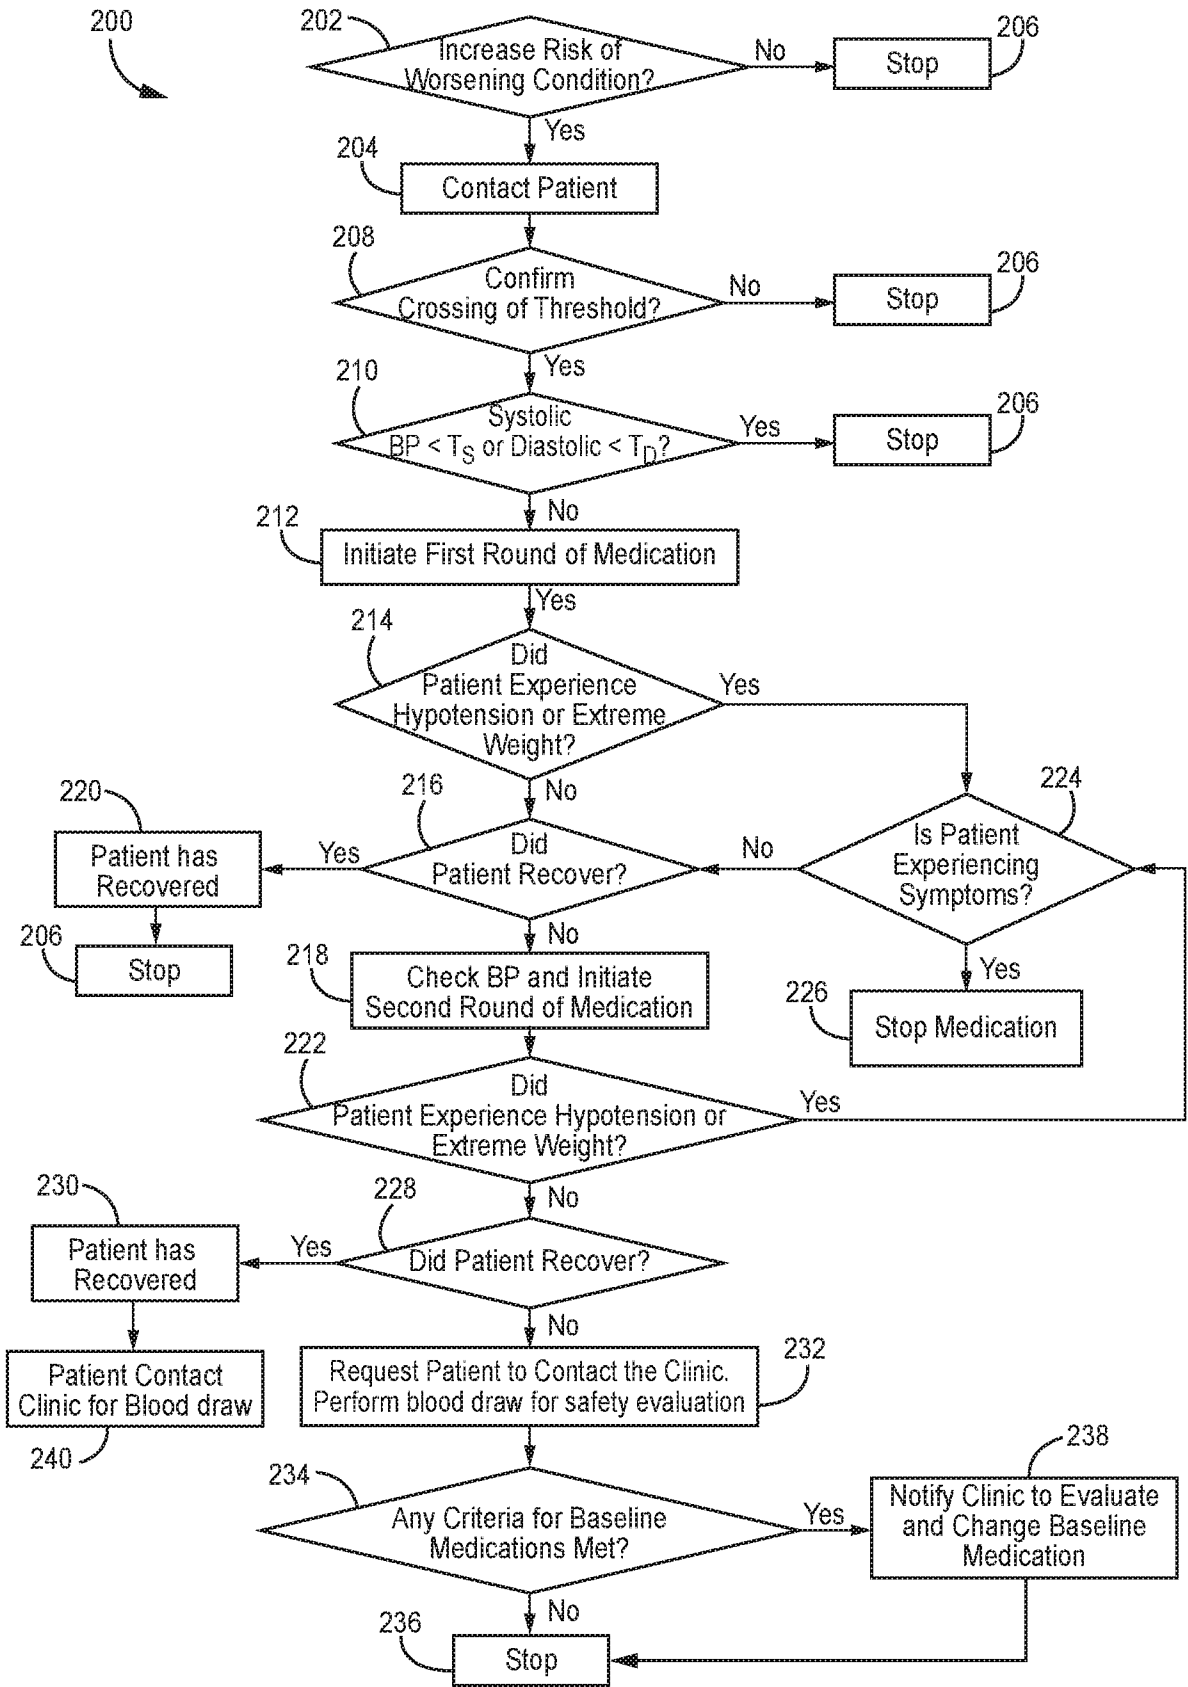 200
202
Increase Risk of
Worsening Condition?
No
206
Stop
Yes
204
Contact Patient
208
Confirm
Crossing of Threshold?
No
206
Stop
Yes
210
Systolic
BP < TS or Diastolic < TD?
Yes
206
Stop
No
212
Initiate First Round of Medication
Yes
214
Did
Patient Experience
Hypotension or Extreme
Weight?
Yes
No
216
Did
Patient Recover?
220
Patient has
Recovered
Yes
206
Stop
No
224
Is Patient
Experiencing
Symptoms?
Yes
226
Stop Medication
No
218
Check BP and Initiate
Second Round of Medication
222
Did
Patient Experience Hypotension or
Extreme Weight?
Yes
No
228
Did Patient Recover?
Yes
230
Patient has
Recovered
Patient Contact
Clinic for Blood draw
240
No
232
Request Patient to Contact the Clinic.
Perform blood draw for safety evaluation
234
Any Criteria for Baseline
Medications Met?
Yes
238
Notify Clinic to Evaluate
and Change Baseline
Medication
No
236
Stop